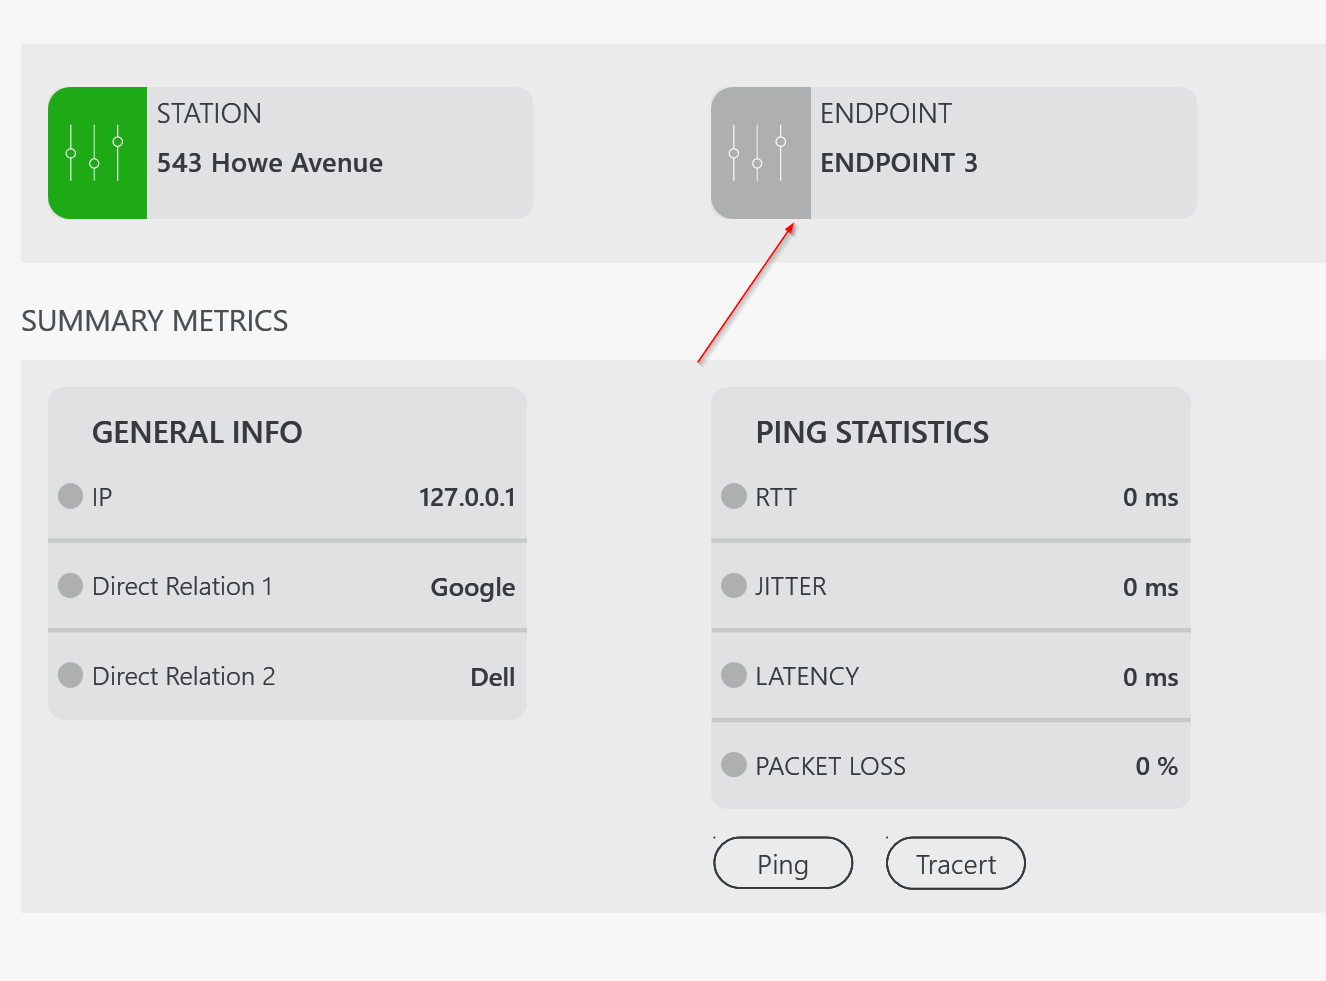 STATION
543 Howe Avenue
ENDPOINT
ENDPOINT 3
SUMMARY METRICS
GENERAL INFO
IP 127.0.0.1
Direct Relation 1 Google
Direct Relation 2 Dell
PING STATISTICS
RTT 0 ms
JITTER 0 ms
LATENCY 0 ms
PACKET LOSS 0 %
Ping
Tracert